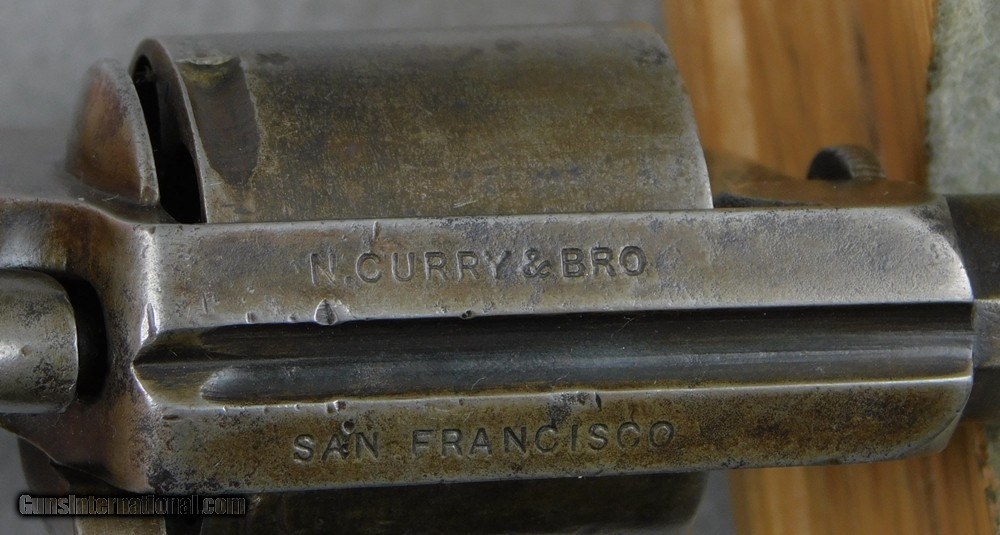 N. CURRY & BRO
SAN FRANCISCO
GunsInternational.com